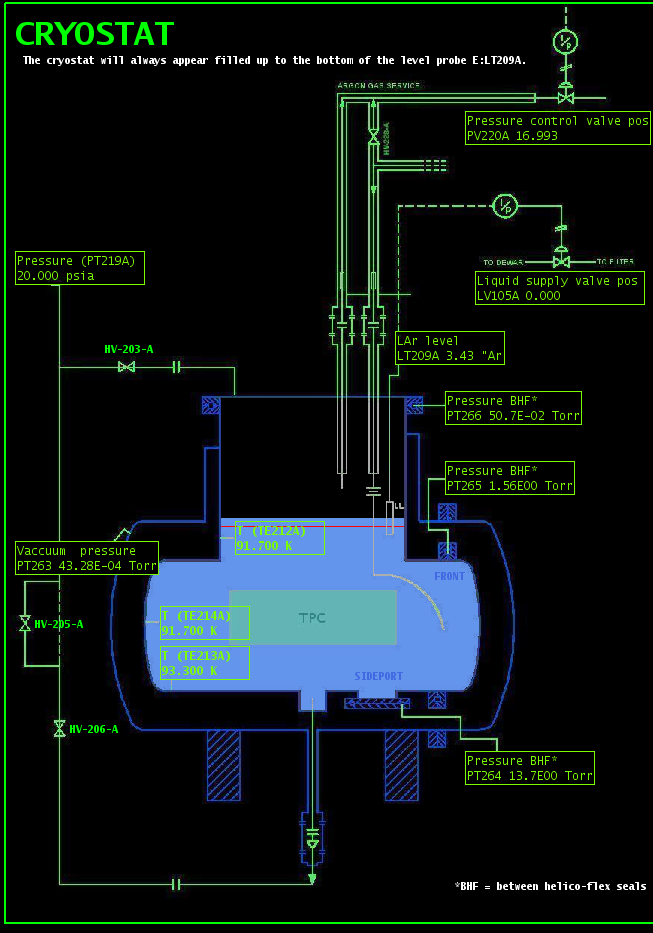 CRYOSTAT
The cryostat will always appear filled up to the bottom of the level probe E:LT209A.
I/P
ARGON GAS SERVICE
Pressure control valve pos
PV220A 16.993
HV-228-A
I/P
TO DEWAR
TO FILTER
Pressure (PT219A)
20.000 psia
Liquid supply valve pos
LV105A 0.000
LAr level
LT209A 3.43 "Ar
HV-203-A
Pressure BHF*
PT266 50.7E-02 Torr
Pressure BHF*
PT265 1.56E00 Torr
LL
T (TE212A)
91.700 K
Vaccuum pressure
PT263 43.28E-04 Torr
FRONT
T (TE214A)
91.700 K
TPC
HV-205-A
T (TE213A)
93.300 K
SIDEPORT
HV-206-A
Pressure BHF*
PT264 13.7E00 Torr
*BHF = between helico-flex seals